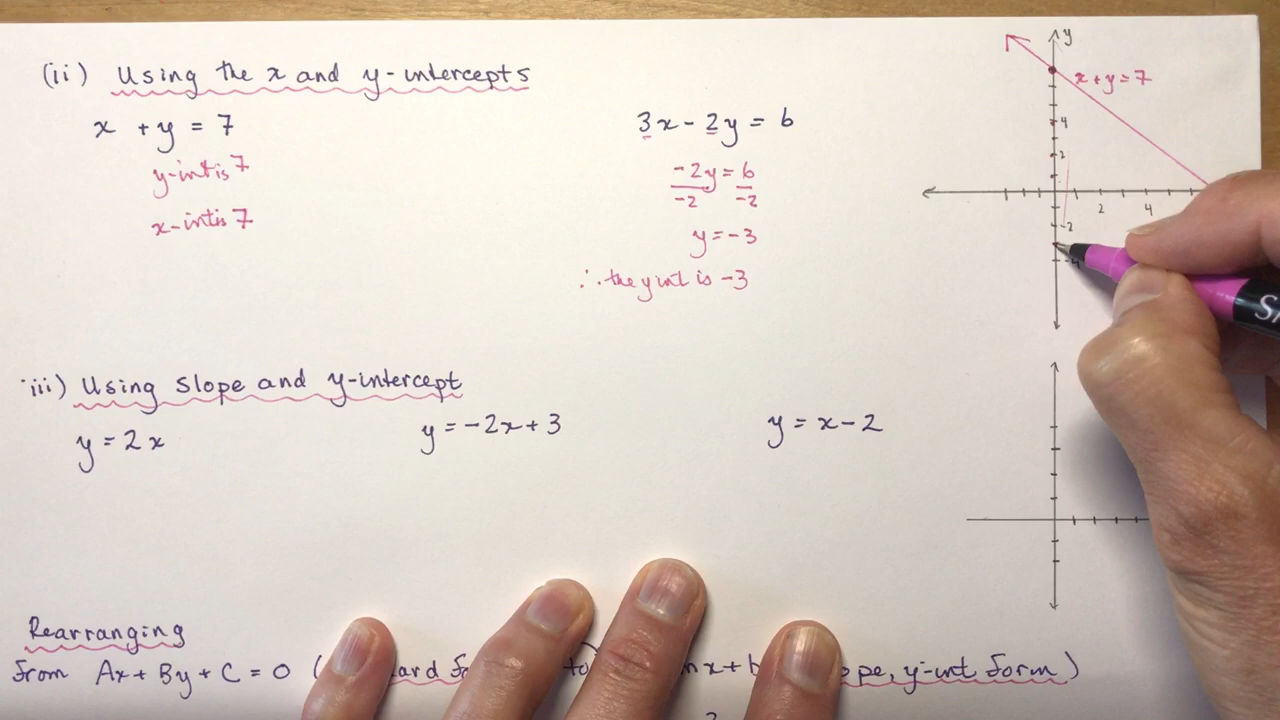 (ii) Using the x and y-intercepts
x + y = 7
y-int is 7
x-int is 7
3x - 2y = 6
-2y = 6
-2 -2
y = -3
∴ the y int is -3
y
x + y = 7
4
2
2 4
-2
-4
iii) Using slope and y-intercept
y = 2x
y = -2x + 3
y = x - 2
Rearranging
from Ax + By + C = 0 ( to y-int form)